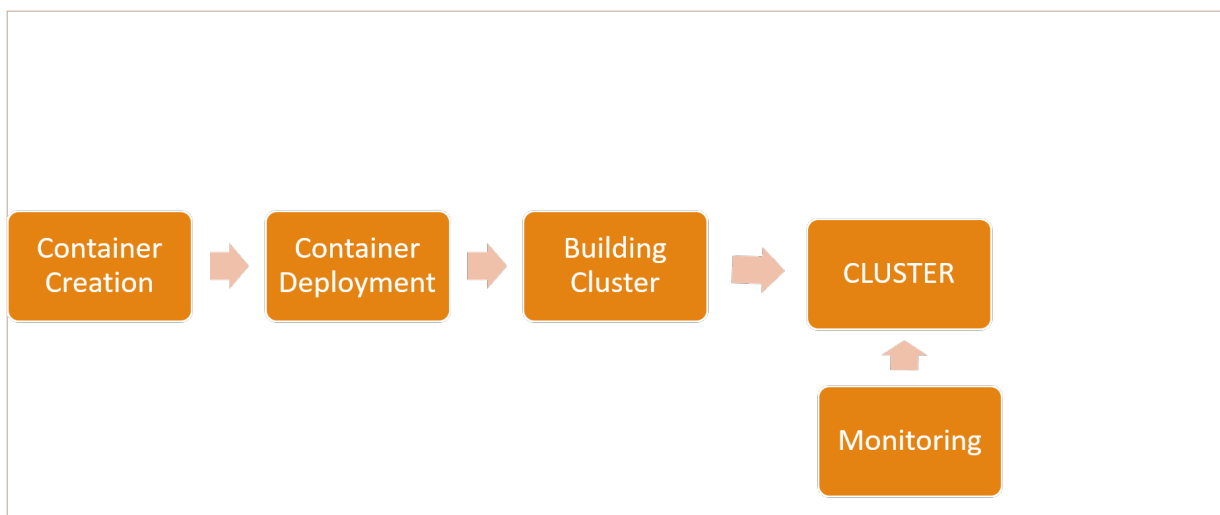 Container
Creation
Container
Deployment
Building
Cluster
CLUSTER
Monitoring